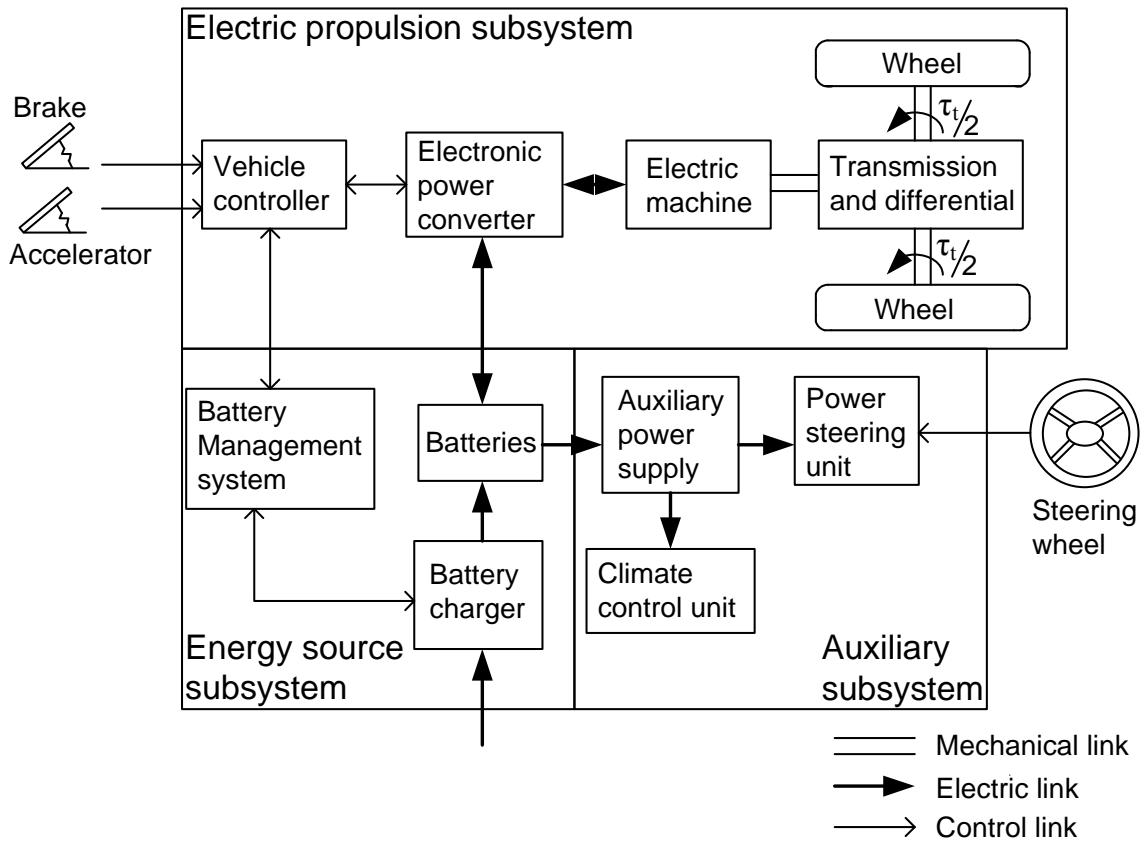 Electric propulsion subsystem
Wheel
τt/2
Brake
Vehicle
controller
Electronic
power
converter
Electric
machine
Transmission
and differential
Accelerator
τt/2
Wheel
Battery
Management
system
Batteries
Auxiliary
power
supply
Power
steering
unit
Steering
wheel
Battery
charger
Climate
control unit
Energy source
subsystem
Auxiliary
subsystem
Mechanical link
Electric link
Control link